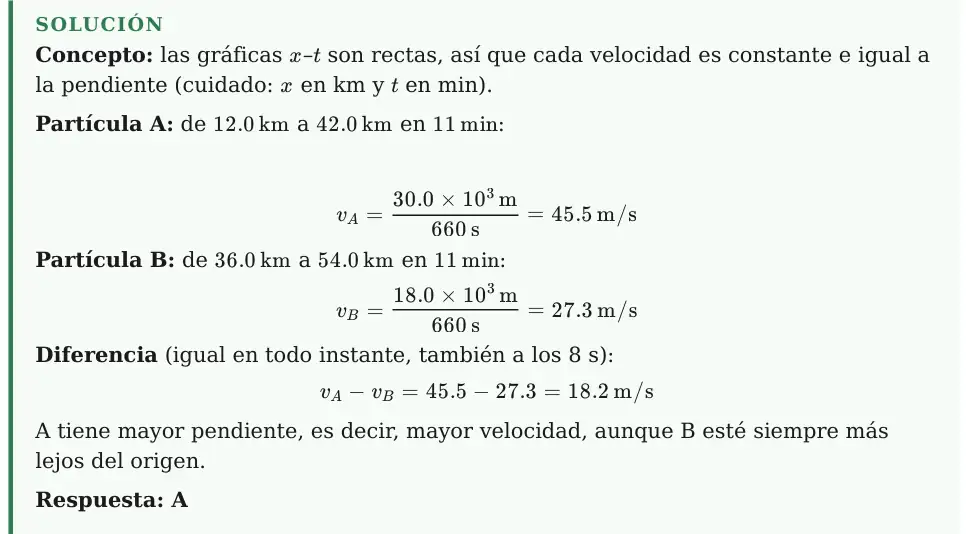 SOLUCIÓN
Concepto: las gráficas x–t son rectas, así que cada velocidad es constante e igual a
la pendiente (cuidado: x en km y t en min).
Partícula A: de 12.0 km a 42.0 km en 11 min:
v_A = \frac{30.0 × 10^3 m}{660 s} = 45.5 m/s
Partícula B: de 36.0 km a 54.0 km en 11 min:
v_B = \frac{18.0 × 10^3 m}{660 s} = 27.3 m/s
Diferencia (igual en todo instante, también a los 8 s):
v_A − v_B = 45.5 − 27.3 = 18.2 m/s
A tiene mayor pendiente, es decir, mayor velocidad, aunque B esté siempre más
lejos del origen.
Respuesta: A